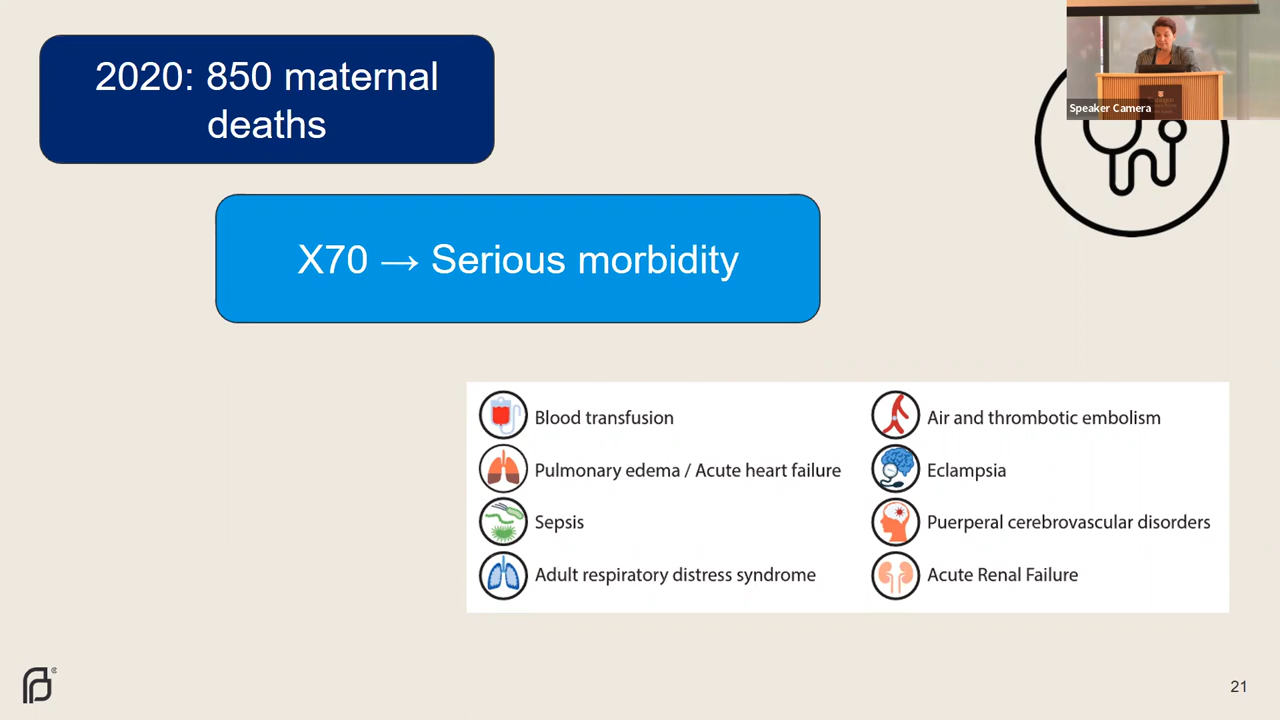 2020: 850 maternal
deaths
Speaker Camera
X70 → Serious morbidity
Blood transfusion
Pulmonary edema / Acute heart failure
Sepsis
Adult respiratory distress syndrome
Air and thrombotic embolism
Eclampsia
Puerperal cerebrovascular disorders
Acute Renal Failure
21